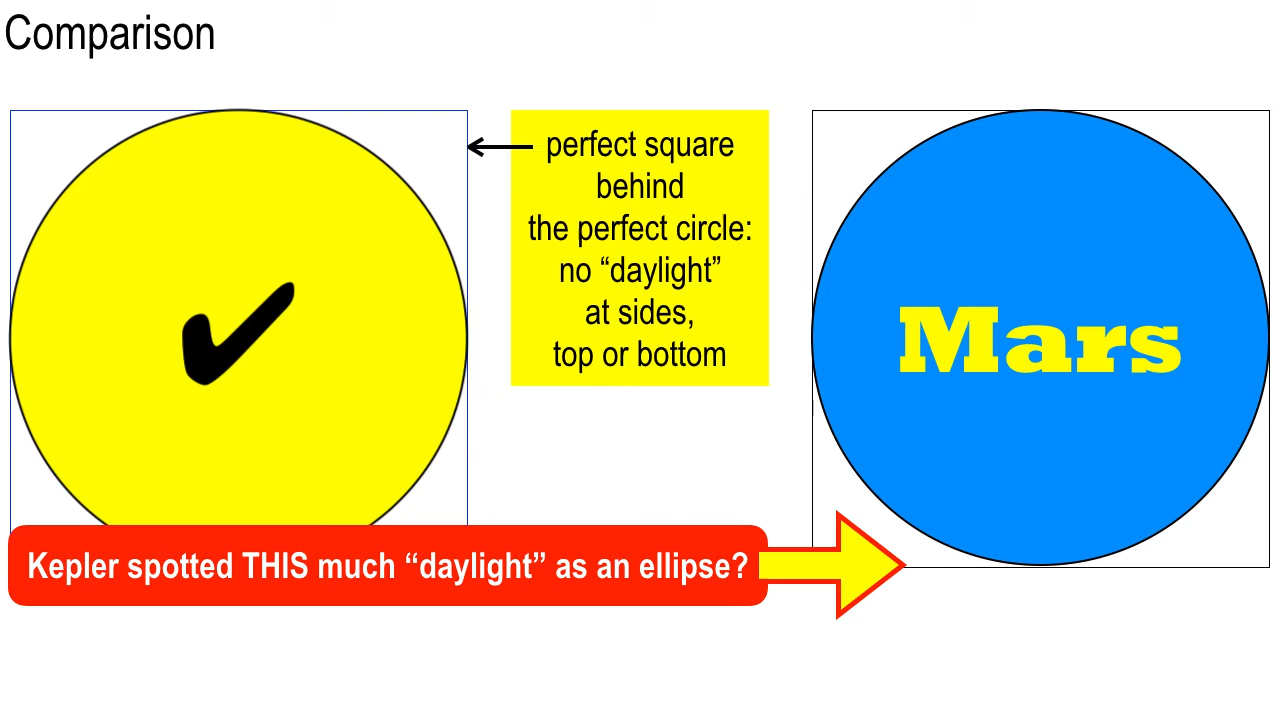 Comparison
perfect square
behind
the perfect circle:
no “daylight”
at sides,
top or bottom
Mars
Kepler spotted THIS much “daylight” as an ellipse?